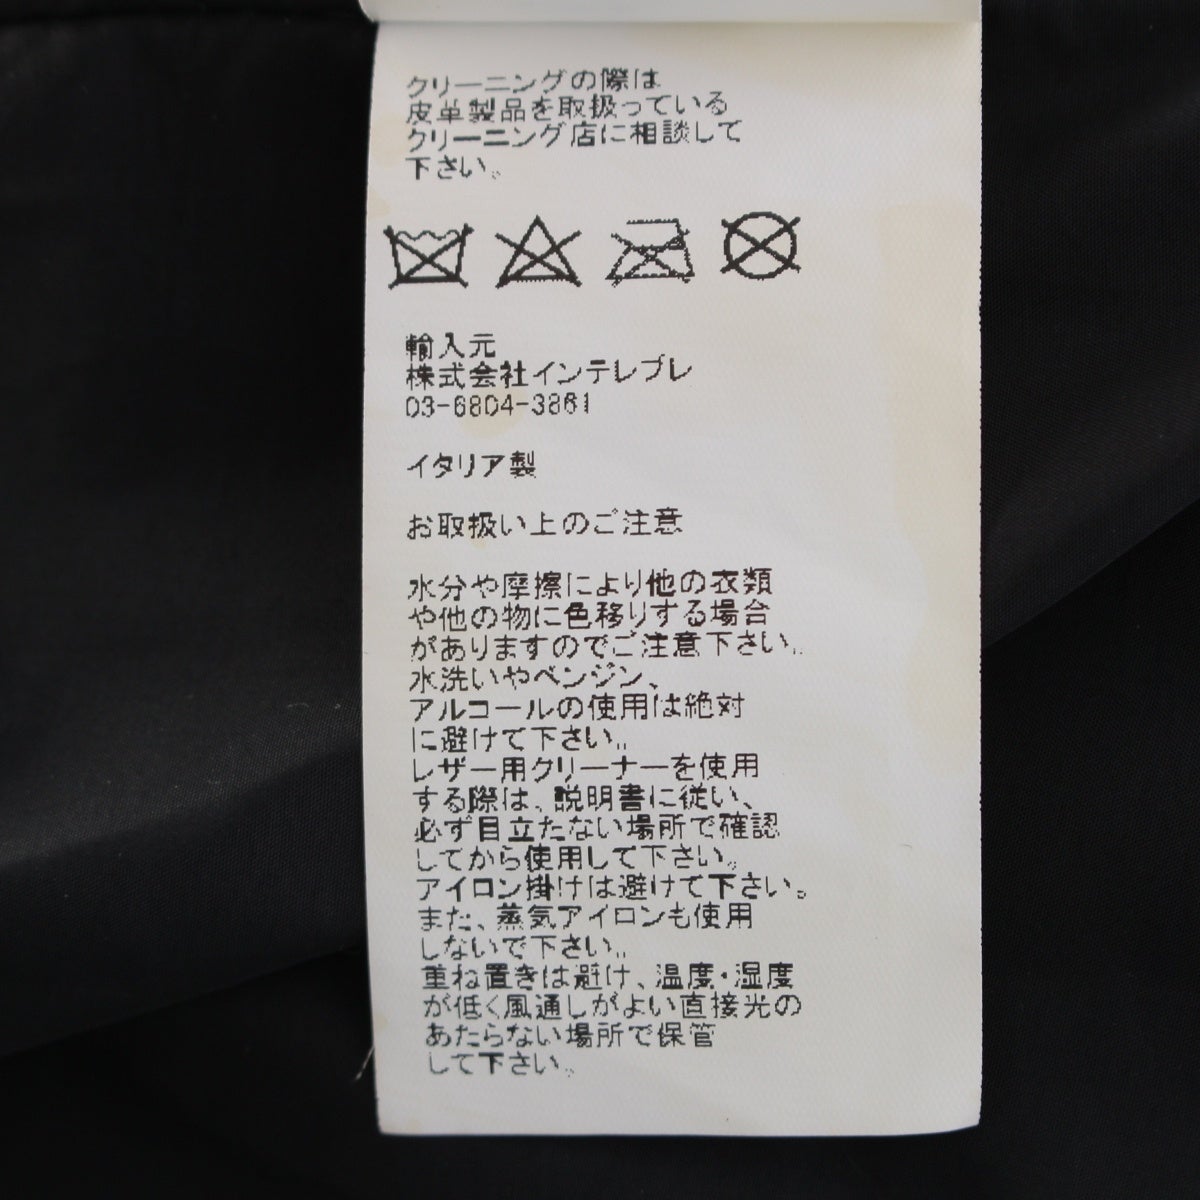 クリーニングの際は
皮革製品を取扱っている
クリーニング店に相談して
下さい。
輸入元
株式会社インテレプレ
03-6804-3861
イタリア製
お取扱い上のご注意
水分や摩擦により他の衣類
や他の物に色移りする場合
がありますのでご注意下さい。
水洗いやベンジン、
アルコールの使用は絶対
に避けて下さい。
レザー用クリーナーを使用
する際は、説明書に従い、
必ず目立たない場所で確認
してから使用して下さい。
アイロン掛けは避けて下さい。
また、蒸気アイロンも使用
しないで下さい。
重ね置きは避け、温度・湿度
が低く風通しがよい直接光の
あたらない場所で保管
して下さい。